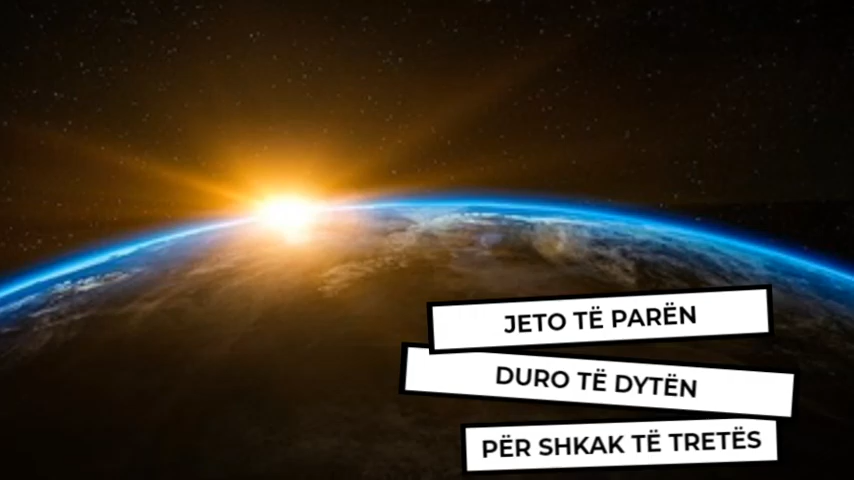 JETO TË PARËN
DURO TË DYTËN
PËR SHKAK TË TRETËS